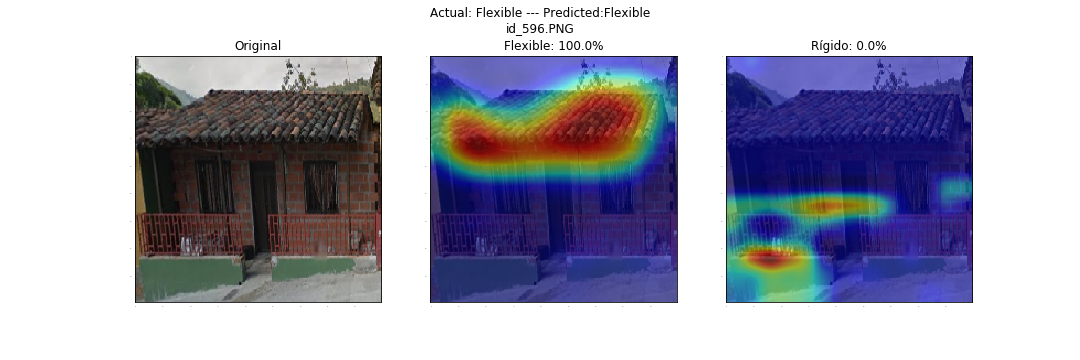 Actual: Flexible --- Predicted:Flexible
id_596.PNG
Original
Flexible: 100.0%
Rígido: 0.0%